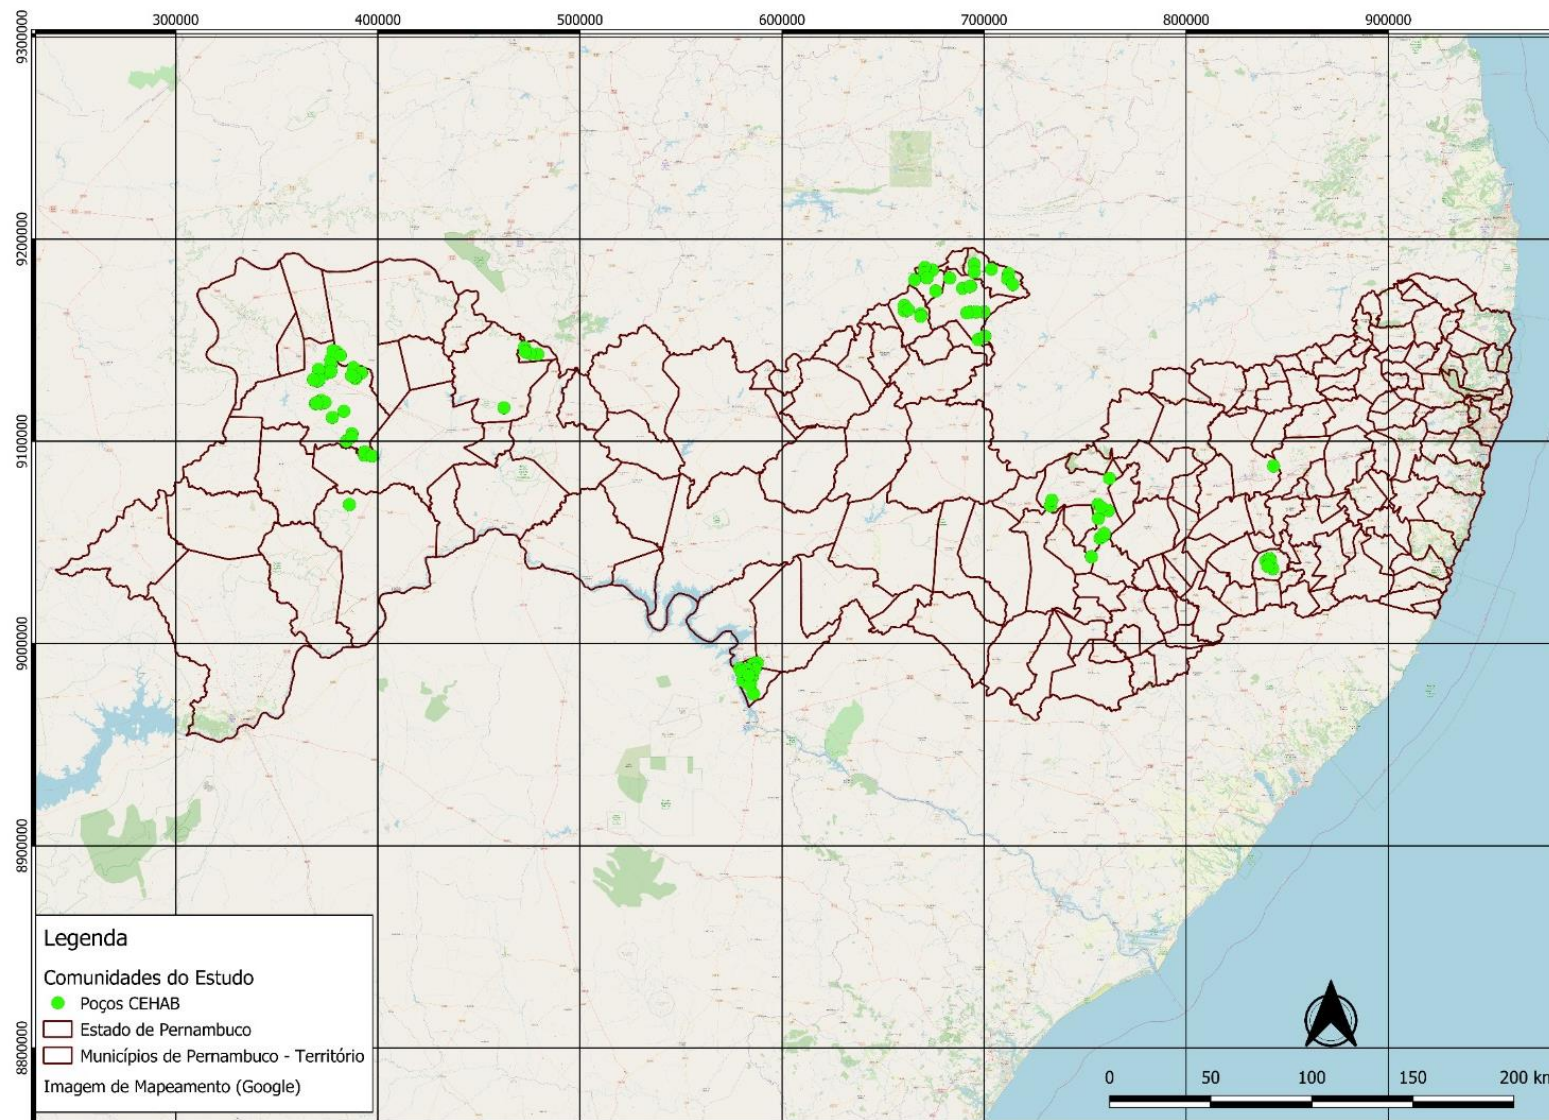 300000 400000 500000 600000 700000 800000 900000
9300000
9200000
9100000
9000000
8900000
8800000
Legenda
Comunidades do Estudo
Poços CEHAB
Estado de Pernambuco
Municípios de Pernambuco - Território
Imagem de Mapeamento (Google)
0 50 100 150 200 km